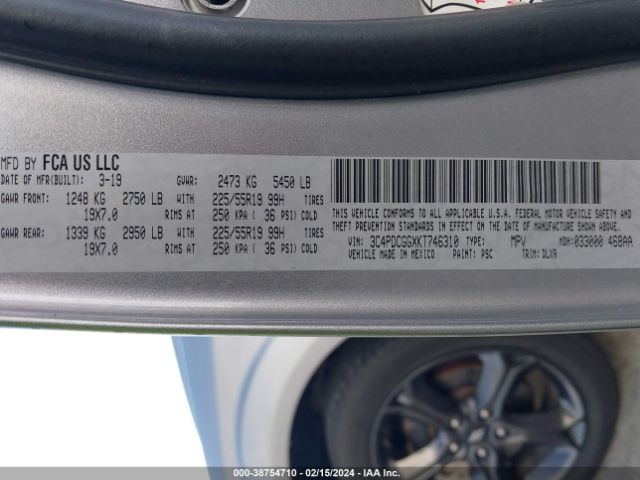 MFD BY FCA US LLC
DATE OF MFR(BUILT): 3-19 GVWR: 2473 KG 5450 LB
GAWR FRONT: 1248 KG 2750 LB WITH 225/55R19 99H TIRES
19X7.0 RIMS AT 250 KPA ( 36 PSI) COLD
GAWR REAR: 1339 KG 2950 LB WITH 225/55R19 99H TIRES
19X7.0 RIMS AT 250 KPA ( 36 PSI) COLD
THIS VEHICLE CONFORMS TO ALL APPLICABLE U.S.A. FEDERAL MOTOR VEHICLE SAFETY AND
THEFT PREVENTION STANDARDS IN EFFECT ON THE DATE OF MANUFACTURE SHOWN ABOVE.
VIN: 3C4PDCGGXKT746310 TYPE: MPV MDH:033000 468AA
VEHICLE MADE IN MEXICO PAINT: PSC TRIM: DLX9
000-38754710 - 02/15/2024 - IAA Inc.